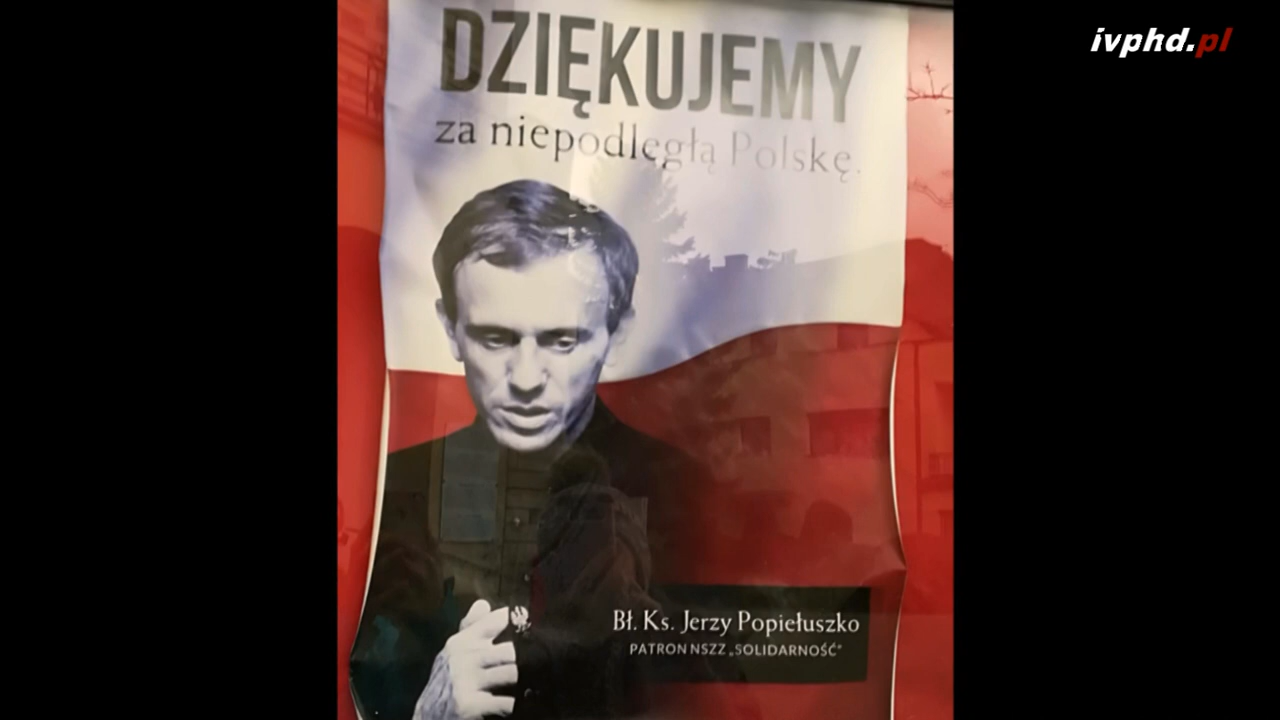 ivphd.pl
DZIĘKUJEMY
za niepodległą Polskę.
Bł. Ks. Jerzy Popiełuszko
PATRON NSZZ „SOLIDARNOŚĆ”